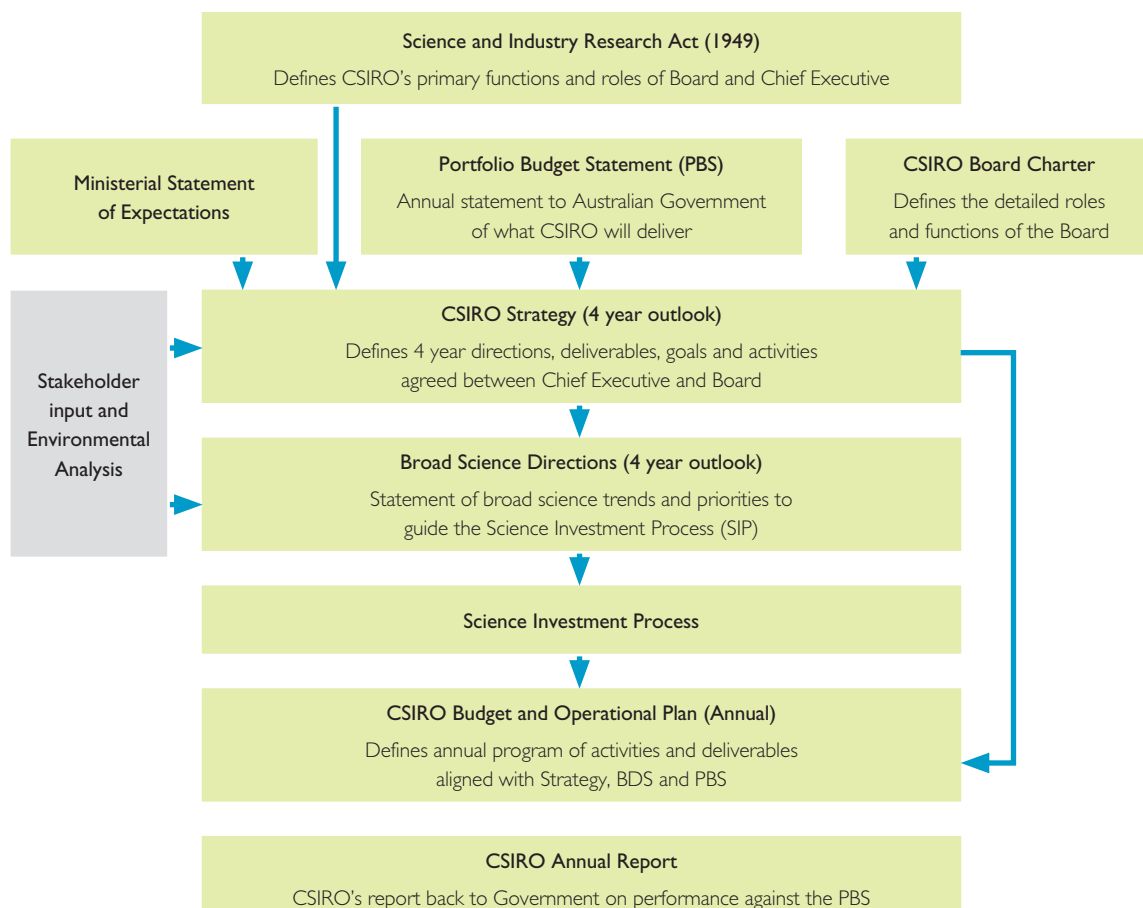 Science and Industry Research Act (1949)
Defines CSIRO's primary functions and roles of Board and Chief Executive
Ministerial Statement
of Expectations
Portfolio Budget Statement (PBS)
Annual statement to Australian Government
of what CSIRO will deliver
CSIRO Board Charter
Defines the detailed roles
and functions of the Board
Stakeholder
input and
Environmental
Analysis
CSIRO Strategy (4 year outlook)
Defines 4 year directions, deliverables, goals and activities
agreed between Chief Executive and Board
Broad Science Directions (4 year outlook)
Statement of broad science trends and priorities to
guide the Science Investment Process (SIP)
Science Investment Process
CSIRO Budget and Operational Plan (Annual)
Defines annual program of activities and deliverables
aligned with Strategy, BDS and PBS
CSIRO Annual Report
CSIRO's report back to Government on performance against the PBS